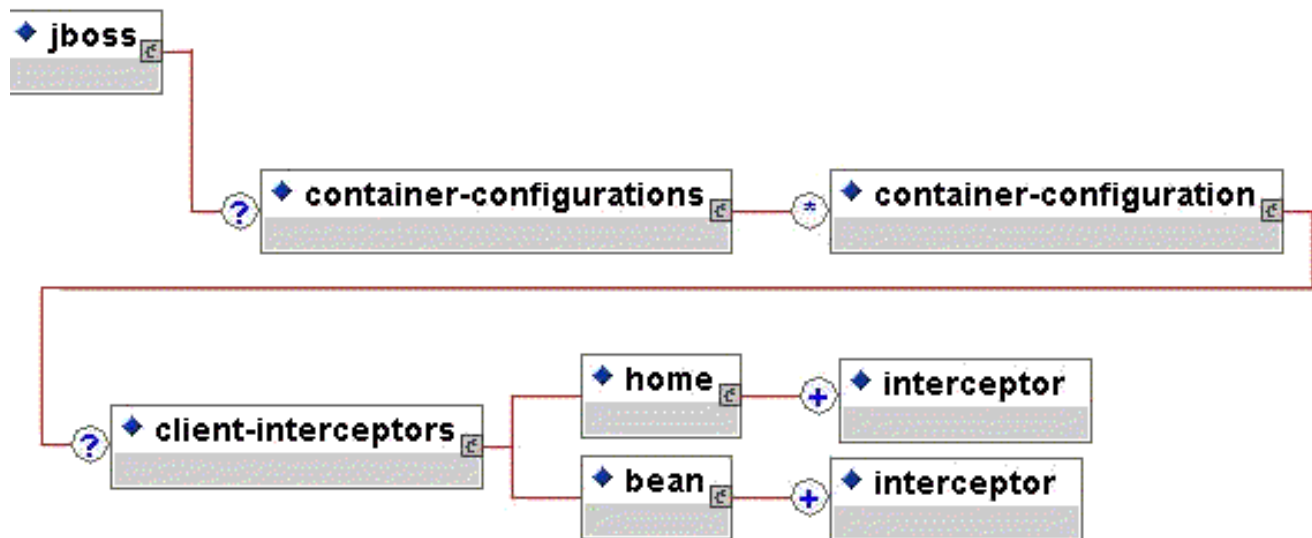 jboss
? container-configurations * container-configuration
? client-interceptors
home + interceptor
bean + interceptor